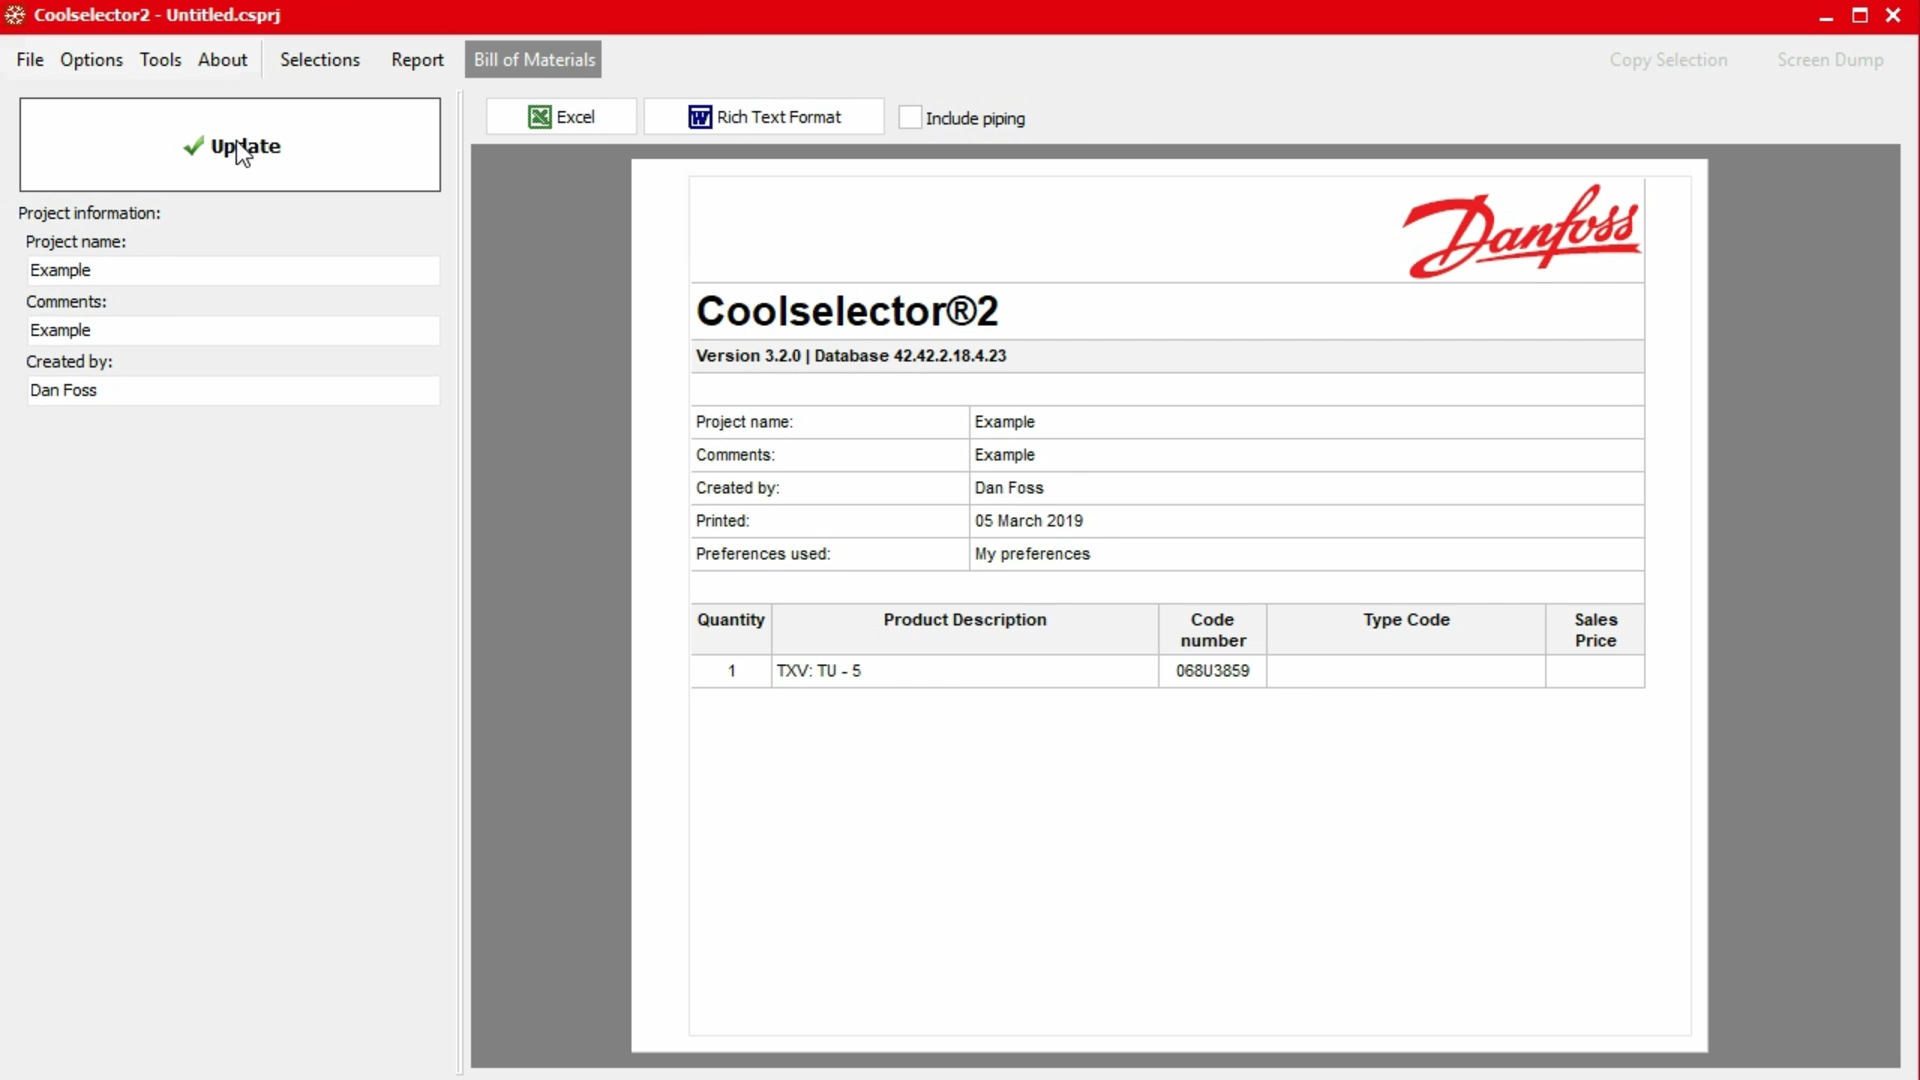 Coolselector2 - Untitled.csprj
File Options Tools About Selections Report Bill of Materials Copy Selection Screen Dump
Update
Excel Rich Text Format Include piping
Project information:
Project name:
Example
Comments:
Example
Created by:
Dan Foss
Danfoss
Coolselector®2
Version 3.2.0 | Database 42.42.2.18.4.23
Project name: Example
Comments: Example
Created by: Dan Foss
Printed: 05 March 2019
Preferences used: My preferences
Quantity Product Description Code number Type Code Sales Price
1 TXV: TU - 5 068U3859